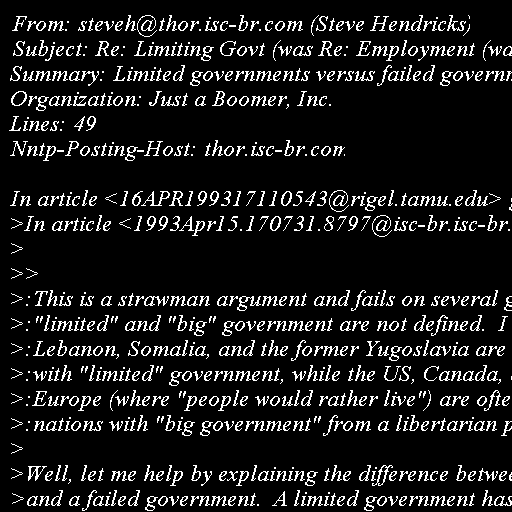 From: steveh@thor.isc-br.com (Steve Hendricks)
Subject: Re: Limiting Govt (was Re: Employment (wa
Summary: Limited governments versus failed governm
Organization: Just a Boomer, Inc.
Lines: 49
Nntp-Posting-Host: thor.isc-br.com

In article <16APR199317110543@rigel.tamu.edu> g
>In article <1993Apr15.170731.8797@isc-br.isc-br.
>
>>
>:This is a strawman argument and fails on several g
>:"limited" and "big" government are not defined.  I
>:Lebanon, Somalia, and the former Yugoslavia are
>:with "limited" government, while the US, Canada,
>:Europe (where "people would rather live") are ofte
>:nations with "big government" from a libertarian p
>
>Well, let me help by explaining the difference betwee
>and a failed government.  A limited government has